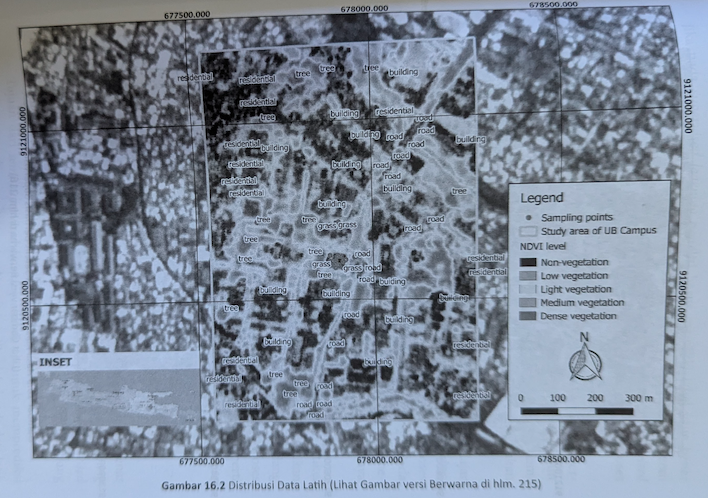 677500.000 678000.000 678500.000
tree tree
residential residential tree building
residential
tree building residential road
building road road building
residential building road
residential building road road
residential road
residential building tree
building
tree tree grass grass road
tree road
tree tree road residential
grass grass road
tree road building residential
building building building
tree road building
building road residential
residential building
residential tree
tree road
tree residential
residential road road
road
9121000.000
9120500.000
9121000.000
9120500.000
Legend
Sampling points
Study area of UB Campus
NDVI level
Non-vegetation
Low vegetation
Light vegetation
Medium vegetation
Dense vegetation
N
0 100 200 300 m
INSET
677500.000 678000.000 678500.000
Gambar 16.2 Distribusi Data Latih (Lihat Gambar versi Berwarna di hlm. 215)